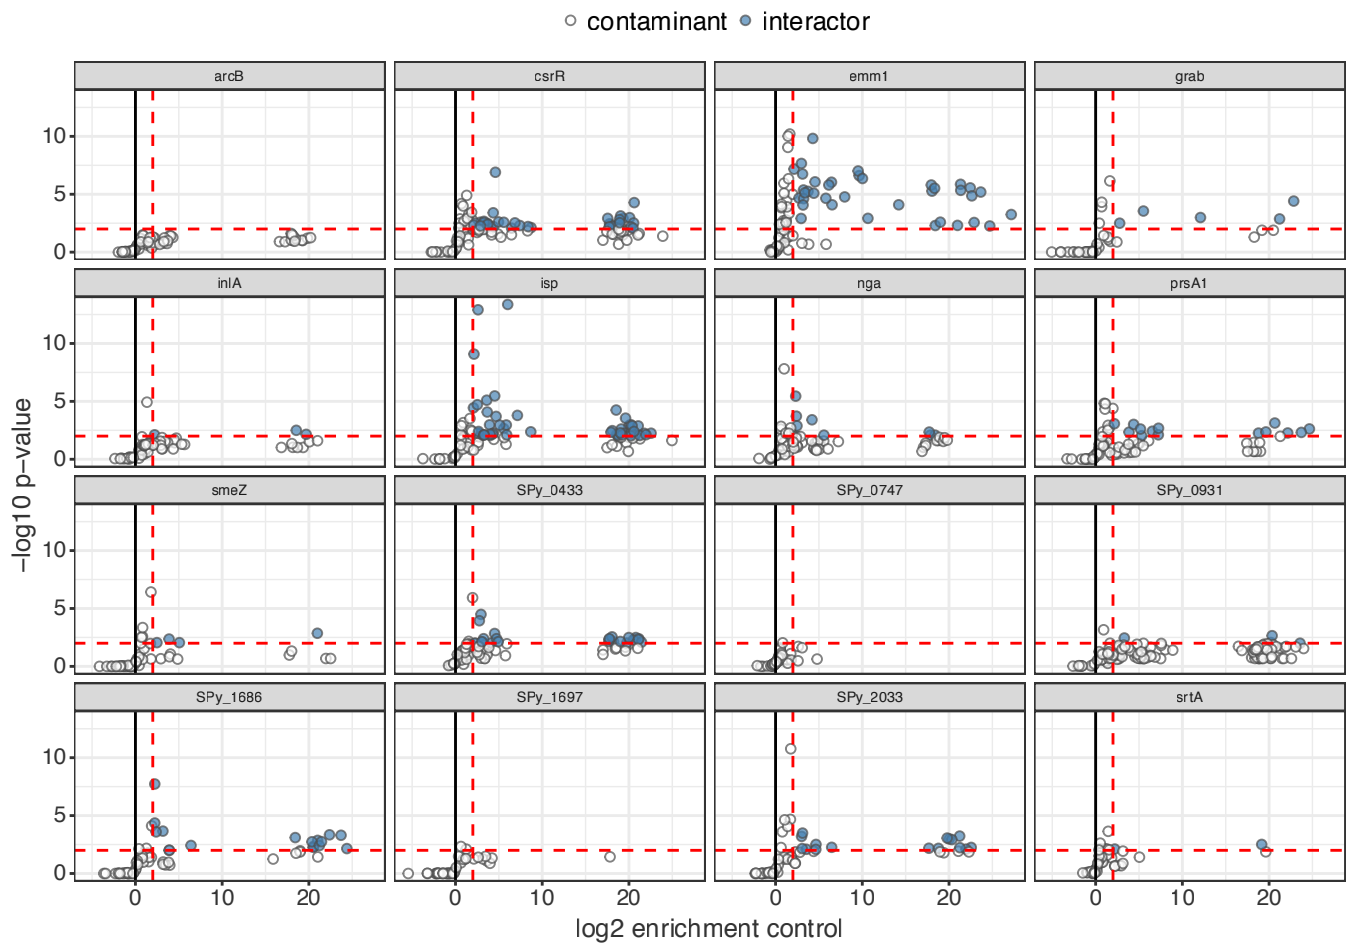 contaminant interactor
arcB csrR emm1 grab
10
5
0
inlA isp nga prsA1
10
5
0
smeZ SPy_0433 SPy_0747 SPy_0931
10
5
0
SPy_1686 SPy_1697 SPy_2033 srtA
10
5
0
0 10 20 0 10 20 0 10 20 0 10 20
log2 enrichment control
−log10 p−value